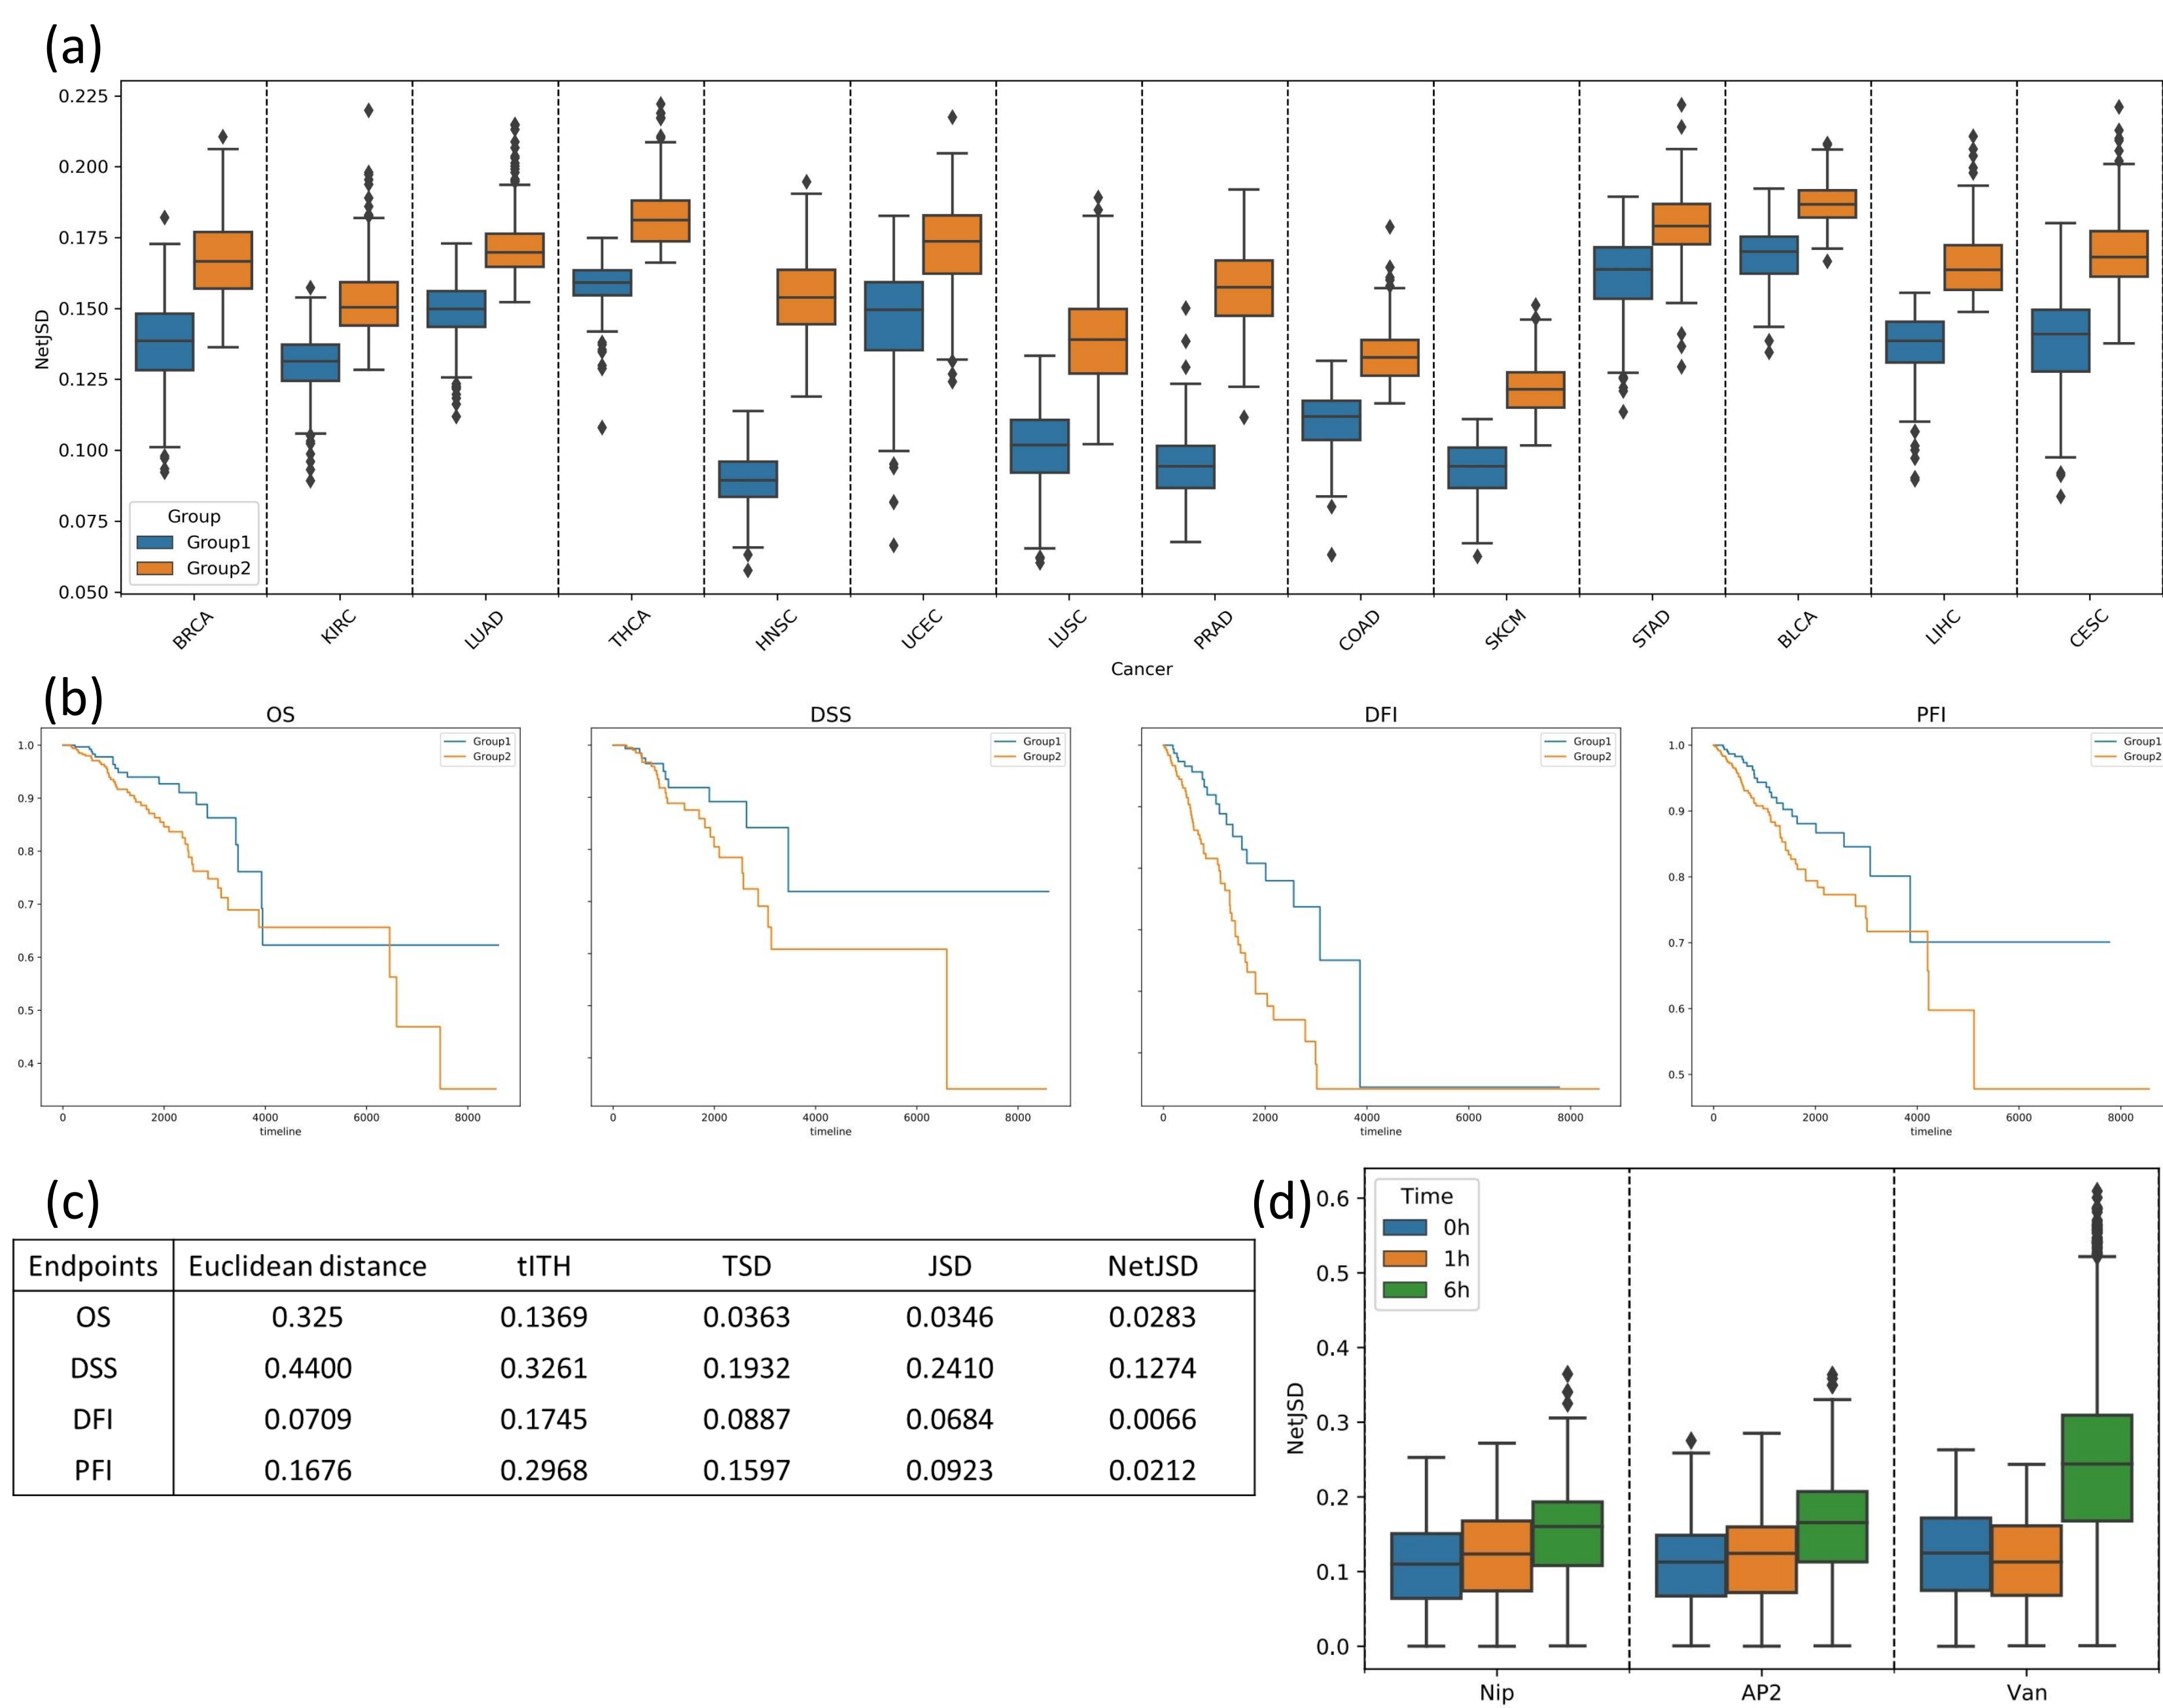 (a)
0.225
0.200
0.175
0.150
0.125
0.100
0.075
0.050
NetJSD
Group
Group1
Group2
BRCA KIRC LUAD THCA HNSC UCEC LUSC PRAD COAD SKCM STAD BLCA LIHC CESC
Cancer
(b)
OS
1.0
0.9
0.8
0.7
0.6
0.5
0.4
Group1
Group2
0 2000 4000 6000 8000
timeline
DSS
Group1
Group2
0 2000 4000 6000 8000
timeline
DFI
Group1
Group2
0 2000 4000 6000 8000
timeline
PFI
1.0
0.9
0.8
0.7
0.6
0.5
Group1
Group2
0 2000 4000 6000 8000
timeline
(c)
Endpoints Euclidean distance tITH TSD JSD NetJSD
OS 0.325 0.1369 0.0363 0.0346 0.0283
DSS 0.4400 0.3261 0.1932 0.2410 0.1274
DFI 0.0709 0.1745 0.0887 0.0684 0.0066
PFI 0.1676 0.2968 0.1597 0.0923 0.0212
(d)
0.6
0.5
0.4
0.3
0.2
0.1
0.0
NetJSD
Time
0h
1h
6h
Nip AP2 Van